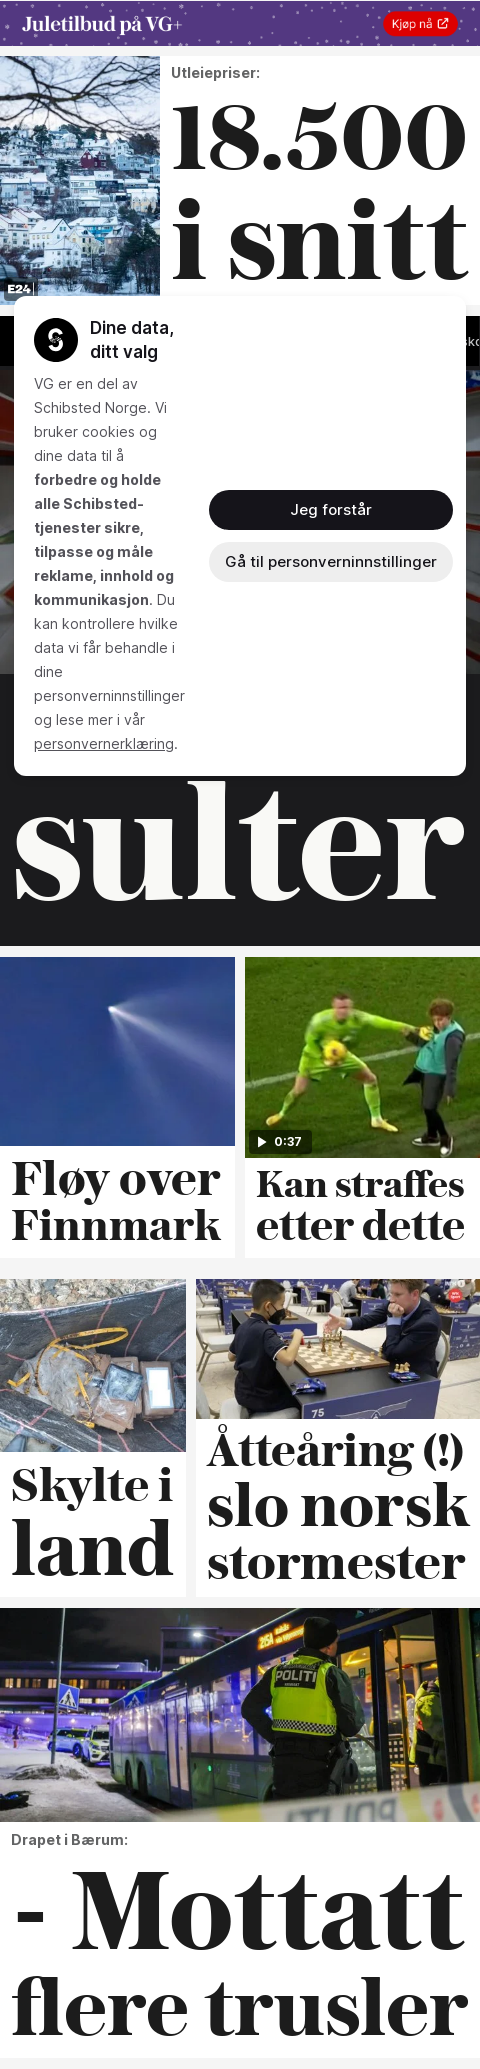 Juletilbud på VG+
Kjøp nå
Utleiepriser:
18.500
i snitt
E24
Dine data,
ditt valg
VG er en del av
Schibsted Norge. Vi
bruker cookies og
dine data til å
forbedre og holde
alle Schibsted-
tjenester sikre,
tilpasse og måle
reklame, innhold og
kommunikasjon. Du
kan kontrollere hvilke
data vi får behandle i
dine
personverninnstillinger
og lese mer i vår
personvernerklæring.
Jeg forstår
Gå til personverninnstillinger
sulter
0:37
Fløy over
Finnmark
Kan straffes
etter dette
75
Skylte i
land
Åtteåring (!)
slo norsk
stormester
POLITI
POLITI
Drapet i Bærum:
- Mottatt
flere trusler